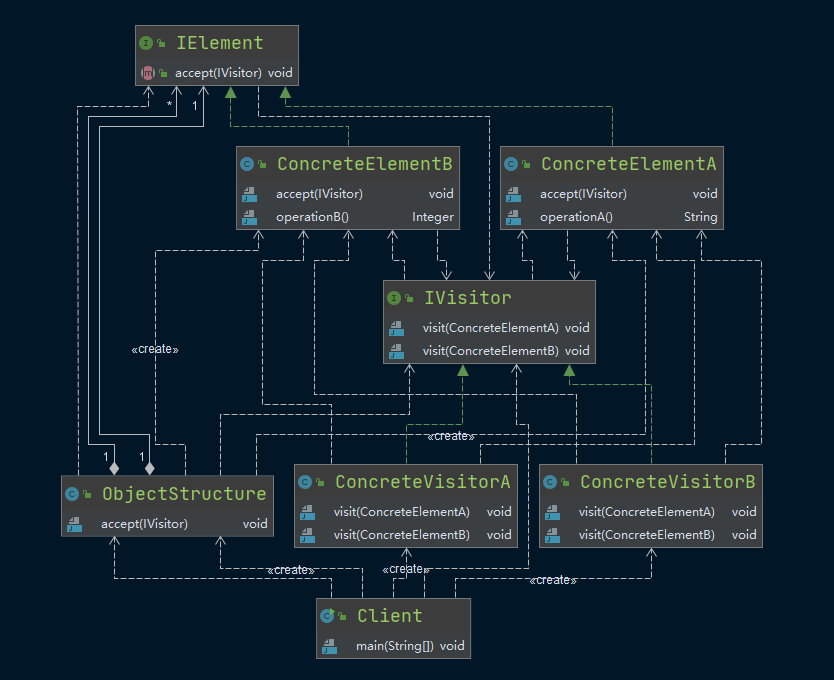 IElement
accept(IVisitor) void
* 1
ConcreteElementB
accept(IVisitor) void
operationB() Integer
ConcreteElementA
accept(IVisitor) void
operationA() String
IVisitor
visit(ConcreteElementA) void
visit(ConcreteElementB) void
«create»
«create»
1 1
ObjectStructure
accept(IVisitor) void
ConcreteVisitorA
visit(ConcreteElementA) void
visit(ConcreteElementB) void
ConcreteVisitorB
visit(ConcreteElementA) void
visit(ConcreteElementB) void
«create»
«create»
«create»
Client
main(String[]) void